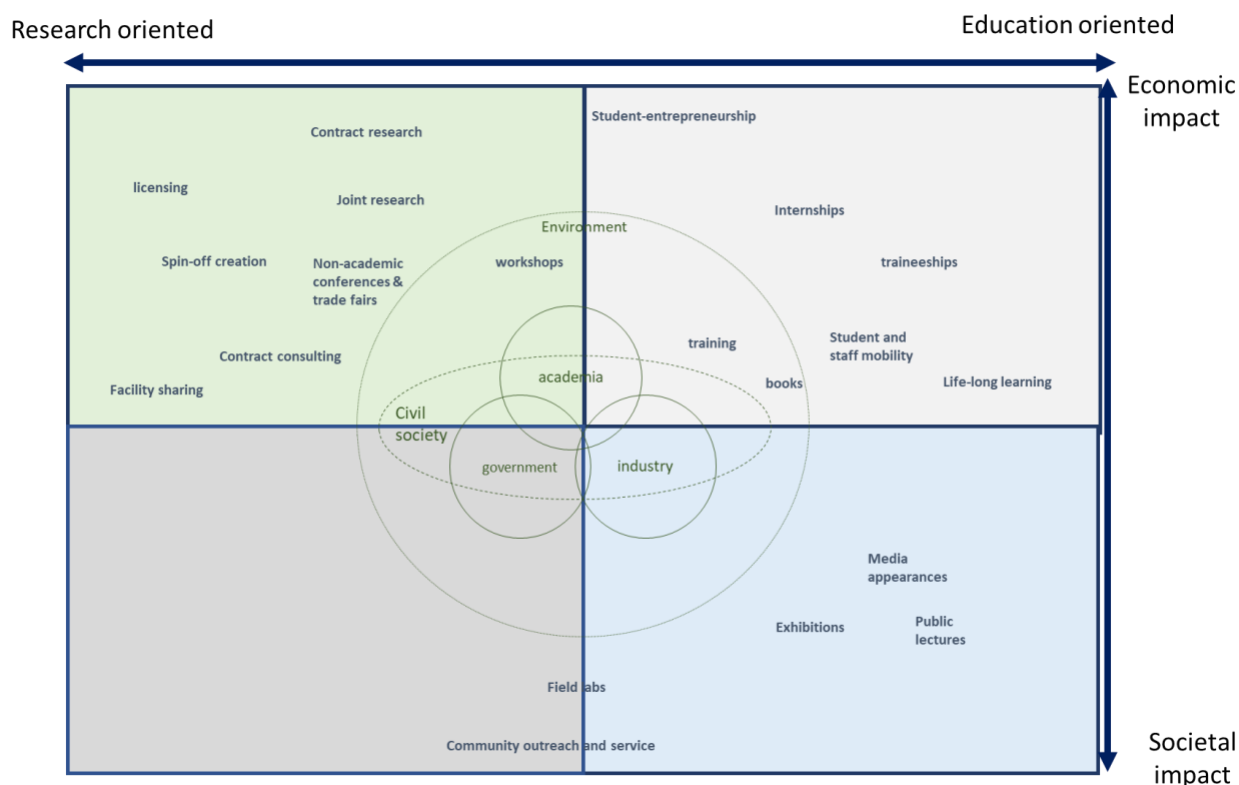 Research oriented
Education oriented
Economic
impact
Student-entrepreneurship
Contract research
licensing
Joint research
Internships
Environment
Spin-off creation
Non-academic
conferences &
trade fairs
workshops
traineeships
training
Student and
staff mobility
Contract consulting
academia
books
Life-long learning
Facility sharing
Civil
society
government
industry
Media
appearances
Exhibitions
Public
lectures
Field labs
Community outreach and service
Societal
impact